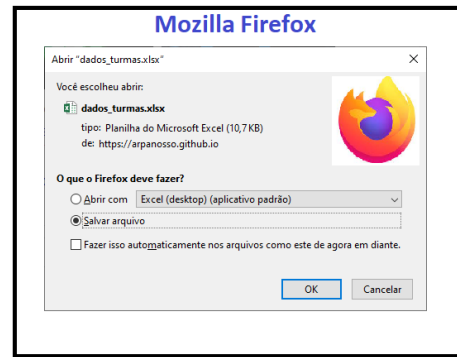 Mozilla Firefox
Abrir "dados_turmas.xlsx"
Você escolheu abrir:
dados_turmas.xlsx
tipo: Planilha do Microsoft Excel (10,7 KB)
de: https://arpanosso.github.io
O que o Firefox deve fazer?
Abrir com Excel (desktop) (aplicativo padrão)
Salvar arquivo
Fazer isso automaticamente nos arquivos como este de agora em diante.
OK Cancelar